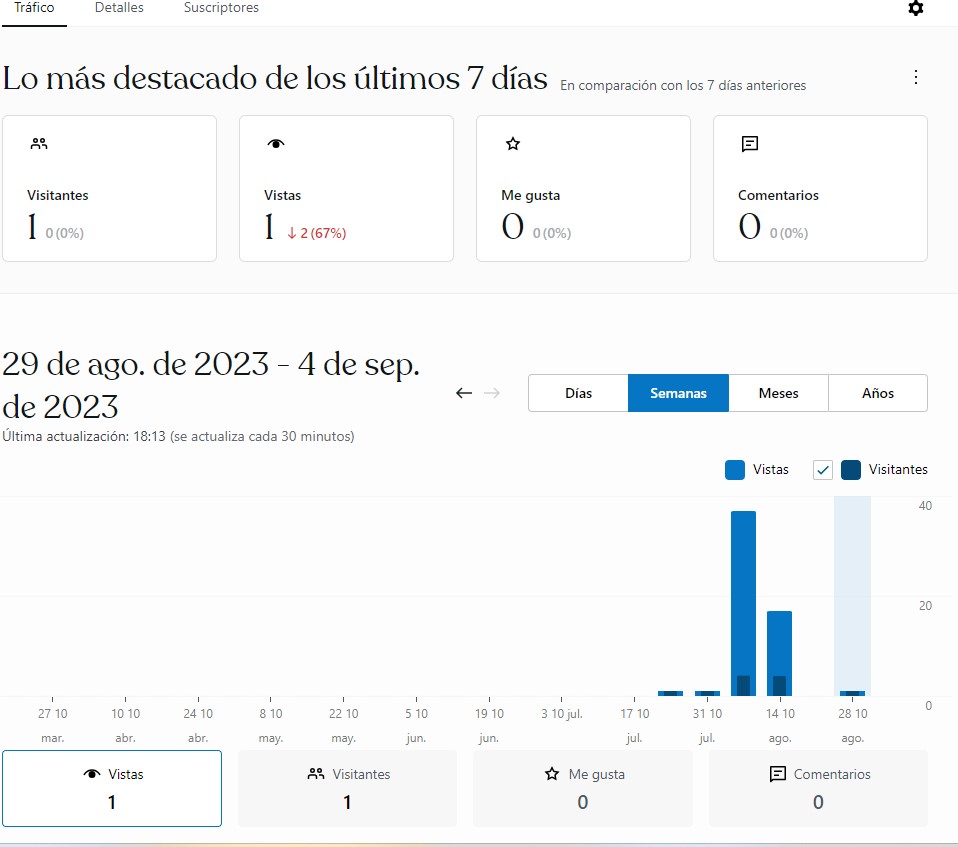 Tráfico Detalles Suscriptores
Lo más destacado de los últimos 7 días En comparación con los 7 días anteriores
Visitantes Vistas Me gusta Comentarios
1 0 (0%) 1 ↓ 2 (67%) 0 0 (0%) 0 0 (0%)
29 de ago. de 2023 – 4 de sep.
de 2023
← → Días Semanas Meses Años
Última actualización: 18:13 (se actualiza cada 30 minutos)
Vistas Visitantes
40
20
0
27 10 10 10 24 10 8 10 22 10 5 10 19 10 3 10 jul. 17 10 31 10 14 10 28 10
mar. abr. abr. may. may. jun. jun. jul. jul. ago. ago.
Vistas Visitantes Me gusta Comentarios
1 1 0 0